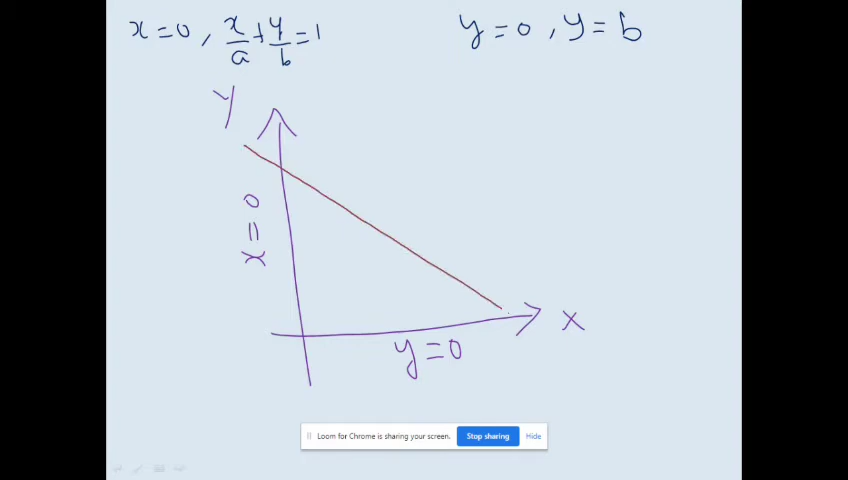 x=0, x/a + y/b = 1
y=0, y=b
y
x=0
x
y=0
Loom for Chrome is sharing your screen. Stop sharing Hide